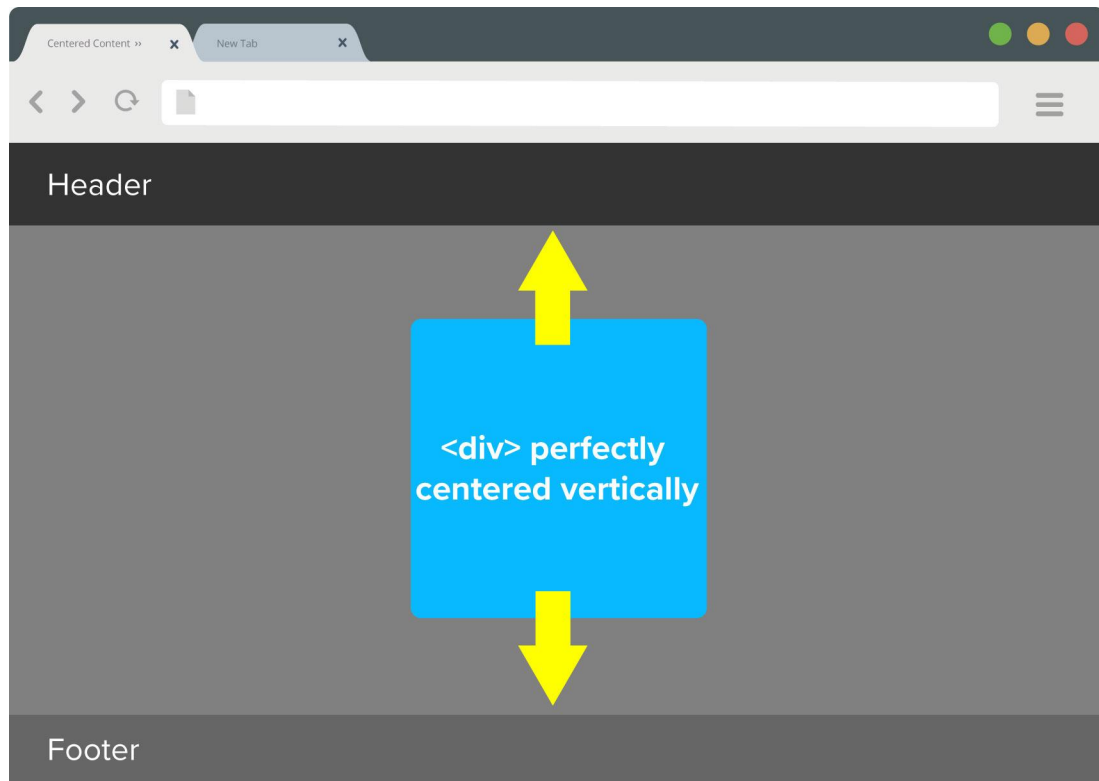 Centered Content ››
New Tab
Header
<div> perfectly
centered vertically
Footer